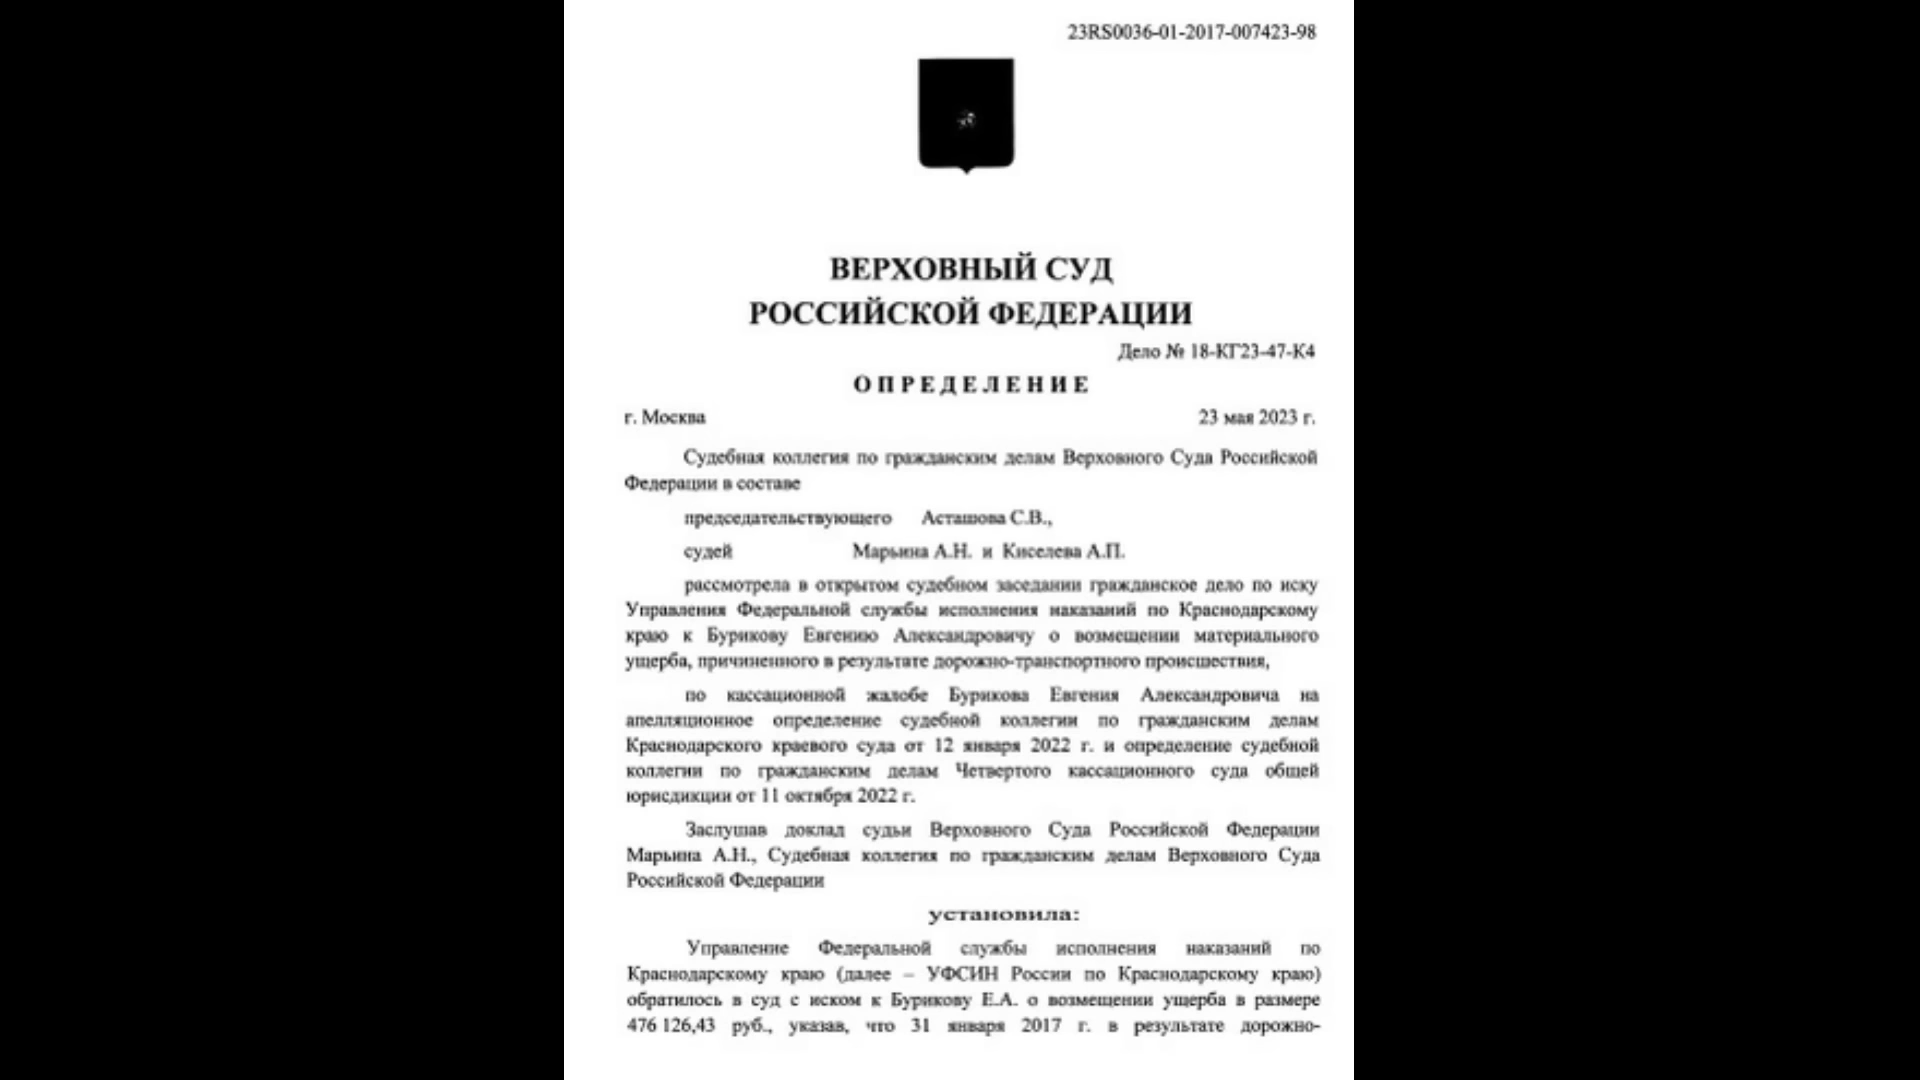 23RS0036-01-2017-007423-98
ВЕРХОВНЫЙ СУД
РОССИЙСКОЙ ФЕДЕРАЦИИ
Дело № 18-КГ23-47-К4
ОПРЕДЕЛЕНИЕ
г. Москва 23 мая 2023 г.
Судебная коллегия по гражданским делам Верховного Суда Российской
Федерации в составе
председательствующего Асташова С.В.,
судей Марьина А.Н. и Киселева А.П.
рассмотрела в открытом судебном заседании гражданское дело по иску
Управления Федеральной службы исполнения наказаний по Краснодарскому
краю к Бурикову Евгению Александровичу о возмещении материального
ущерба, причиненного в результате дорожно-транспортного происшествия,
по кассационной жалобе Бурикова Евгения Александровича на
апелляционное определение судебной коллегии по гражданским делам
Краснодарского краевого суда от 12 января 2022 г. и определение судебной
коллегии по гражданским делам Четвертого кассационного суда общей
юрисдикции от 11 октября 2022 г.
Заслушав доклад судьи Верховного Суда Российской Федерации
Марьина А.Н., Судебная коллегия по гражданским делам Верховного Суда
Российской Федерации
установила:
Управление Федеральной службы исполнения наказаний по
Краснодарскому краю (далее – УФСИН России по Краснодарскому краю)
обратилось в суд с иском к Бурикову Е.А. о возмещении ущерба в размере
476 126,43 руб., указав, что 31 января 2017 г. в результате дорожно-